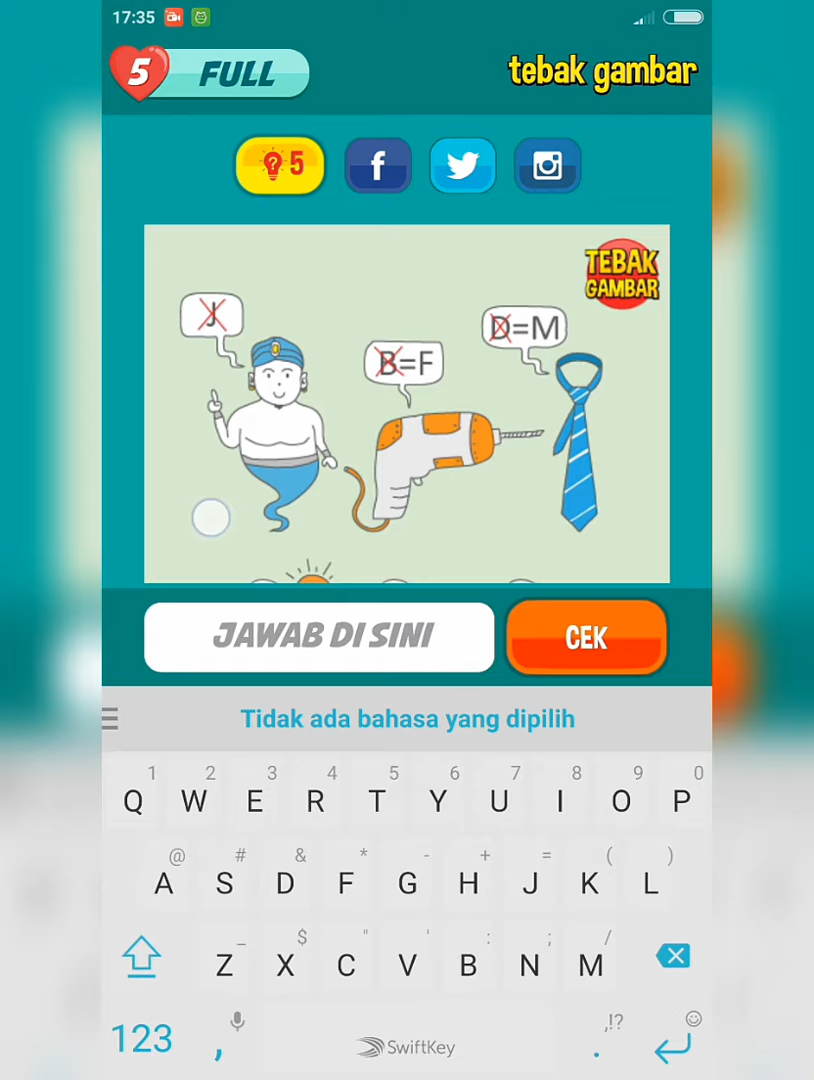 17:35
5 FULL
tebak gambar
5
TEBAK
GAMBAR
J
B=F
D=M
JAWAB DI SINI
CEK
Tidak ada bahasa yang dipilih
1 2 3 4 5 6 7 8 9 0
Q W E R T Y U I O P
@ # & * - + = ( )
A S D F G H J K L
_ $ " ' : ; /
Z X C V B N M
,!?
123 , SwiftKey .